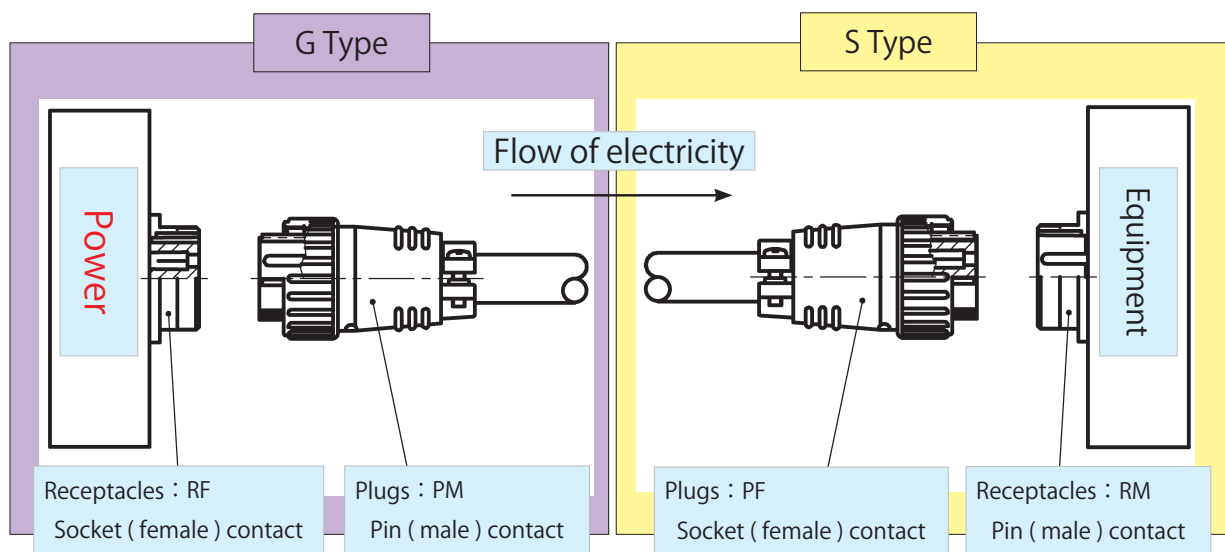 G Type
S Type
Flow of electricity
Power
Equipment
Receptacles：RF
Socket ( female ) contact
Plugs：PM
Pin ( male ) contact
Plugs：PF
Socket ( female ) contact
Receptacles：RM
Pin ( male ) contact